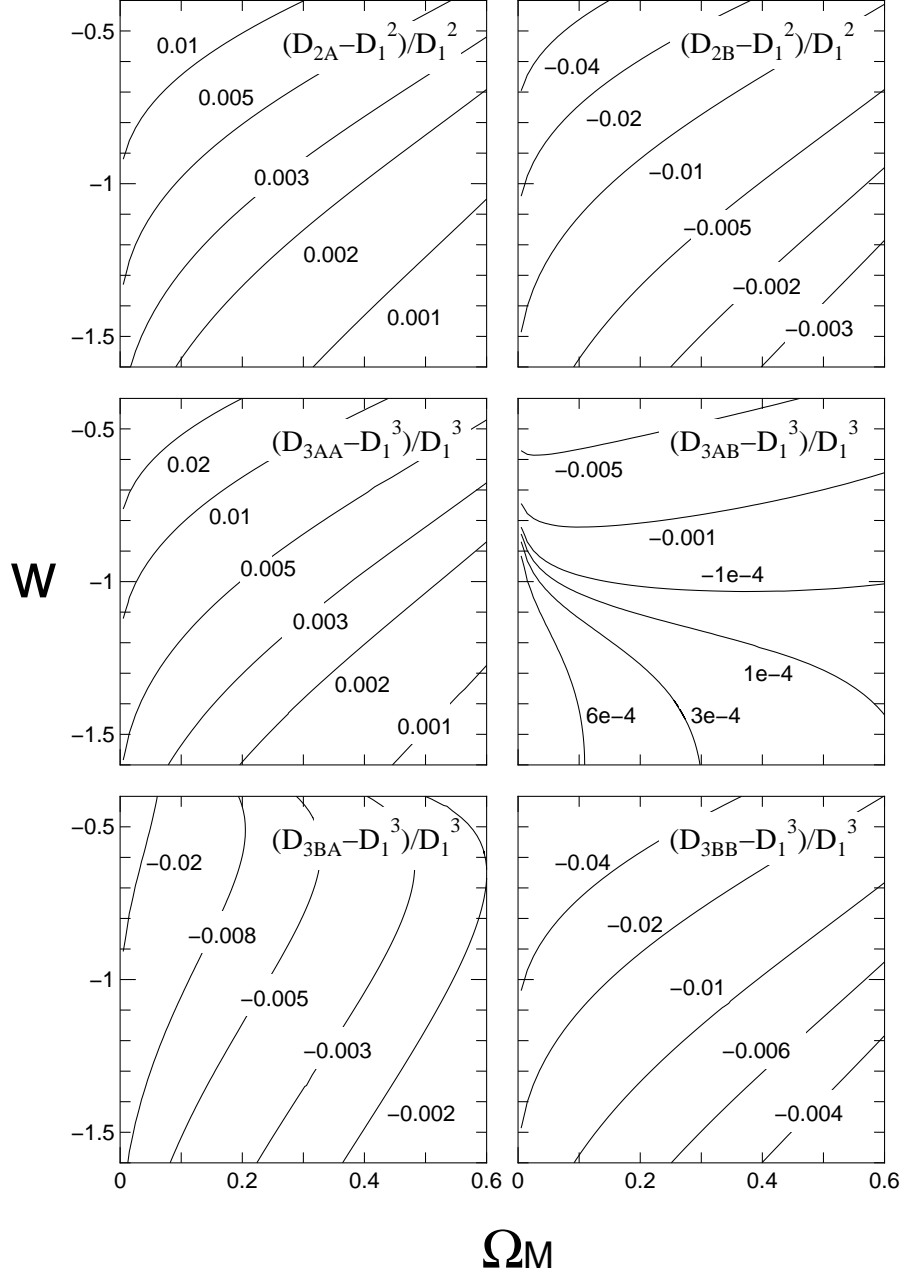 −0.5
0.01
(D2A−D1^2)/D1^2
0.005
0.003
−1
0.002
0.001
−1.5
(D2B−D1^2)/D1^2
−0.04
−0.02
−0.01
−0.005
−0.002
−0.003
−0.5
(D3AA−D1^3)/D1^3
0.02
0.01
0.005
−1
0.003
0.002
0.001
−1.5
(D3AB−D1^3)/D1^3
−0.005
−0.001
−1e−4
1e−4
6e−4
3e−4
w
−0.5
(D3BA−D1^3)/D1^3
−0.02
−0.008
−1
−0.005
−0.003
−0.002
−1.5
0 0.2 0.4 0.6
(D3BB−D1^3)/D1^3
−0.04
−0.02
−0.01
−0.006
−0.004
0 0.2 0.4 0.6
ΩM